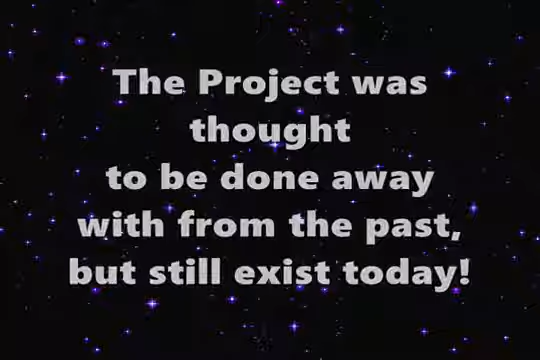 The Project was
thought
to be done away
with from the past,
but still exist today!